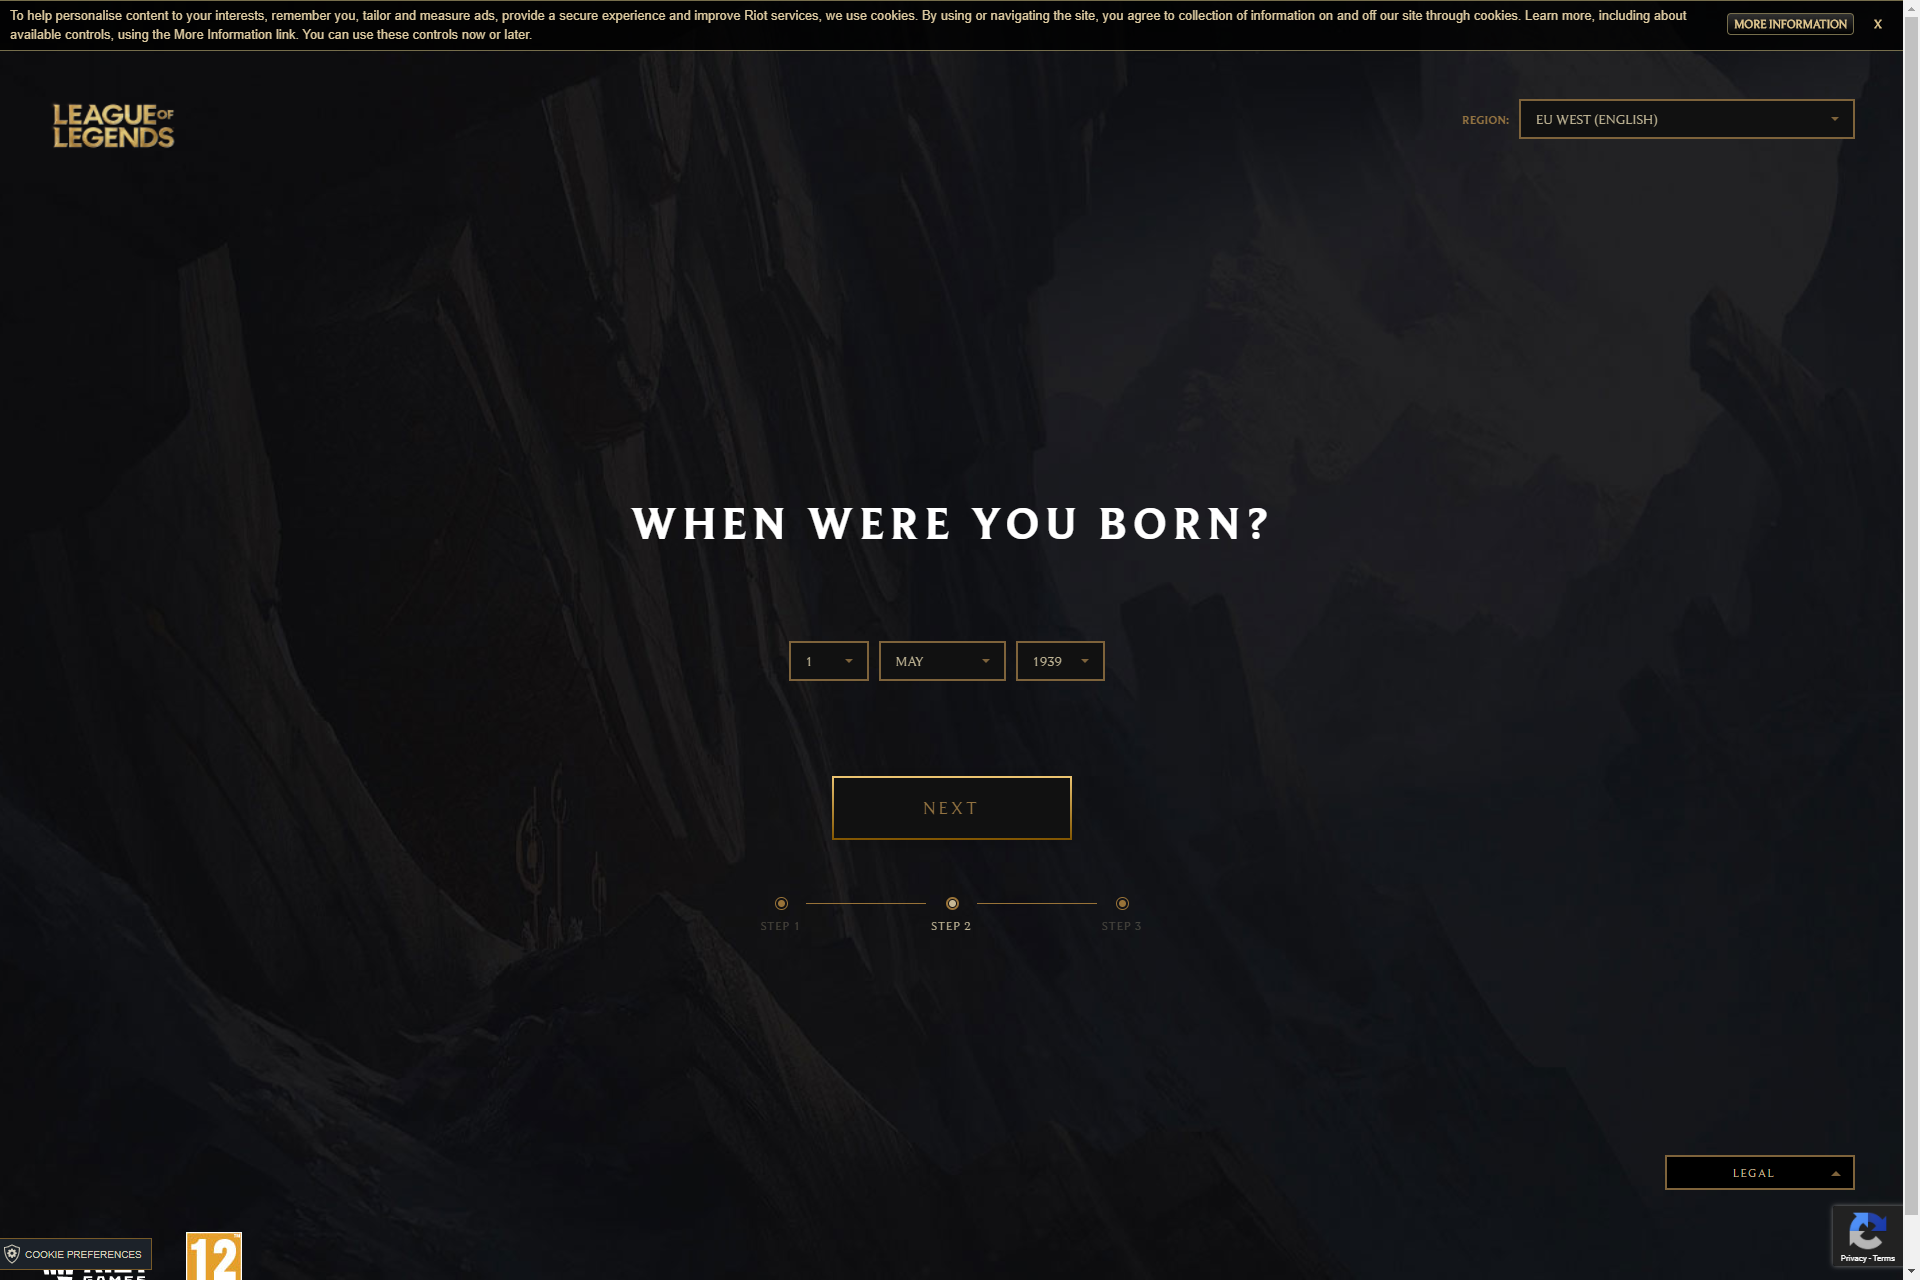 To help personalise content to your interests, remember you, tailor and measure ads, provide a secure experience and improve Riot services, we use cookies. By using or navigating the site, you agree to collection of information on and off our site through cookies. Learn more, including about
available controls, using the More Information link. You can use these controls now or later.
MORE INFORMATION
X
LEAGUE OF
LEGENDS
REGION:
EU WEST (ENGLISH)
WHEN WERE YOU BORN?
1
MAY
1939
NEXT
STEP 1
STEP 2
STEP 3
LEGAL
COOKIE PREFERENCES
GAMES
12
Privacy - Terms